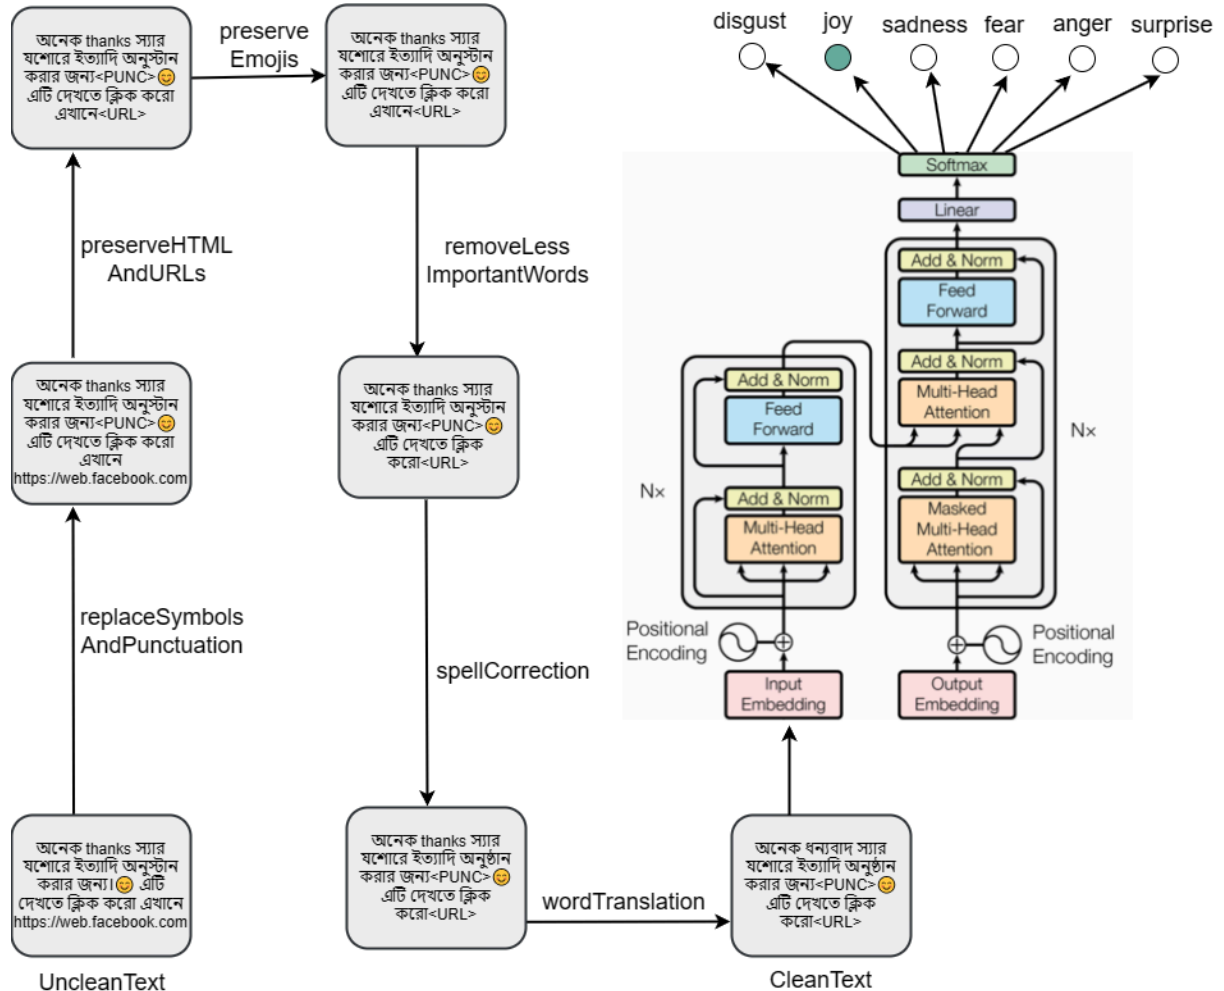 অনেক thanks স্যার
যশোরে ইত্যাদি অনুস্টান
করার জন্য<PUNC>😊
এটি দেখতে ক্লিক করো
এখানে<URL>
preserve
Emojis
অনেক thanks স্যার
যশোরে ইত্যাদি অনুস্টান
করার জন্য<PUNC>😊
এটি দেখতে ক্লিক করো
এখানে<URL>
preserveHTML
AndURLs
removeLess
ImportantWords
অনেক thanks স্যার
যশোরে ইত্যাদি অনুস্টান
করার জন্য<PUNC>😊
এটি দেখতে ক্লিক করো
এখানে
https://web.facebook.com
অনেক thanks স্যার
যশোরে ইত্যাদি অনুস্টান
করার জন্য<PUNC>😊
এটি দেখতে ক্লিক
করো<URL>
replaceSymbols
AndPunctuation
spellCorrection
অনেক thanks স্যার
যশোরে ইত্যাদি অনুস্টান
করার জন্য।😊 এটি
দেখতে ক্লিক করো এখানে
https://web.facebook.com
UncleanText
অনেক thanks স্যার
যশোরে ইত্যাদি অনুষ্ঠান
করার জন্য<PUNC>😊
এটি দেখতে ক্লিক
করো<URL>
wordTranslation
অনেক ধন্যবাদ স্যার
যশোরে ইত্যাদি অনুষ্ঠান
করার জন্য<PUNC>😊
এটি দেখতে ক্লিক
করো<URL>
CleanText
disgust
joy
sadness
fear
anger
surprise
Softmax
Linear
Add & Norm
Feed
Forward
Add & Norm
Multi-Head
Attention
N×
Add & Norm
Masked
Multi-Head
Attention
Positional
Encoding
Output
Embedding
Add & Norm
Feed
Forward
N×
Add & Norm
Multi-Head
Attention
Positional
Encoding
Input
Embedding